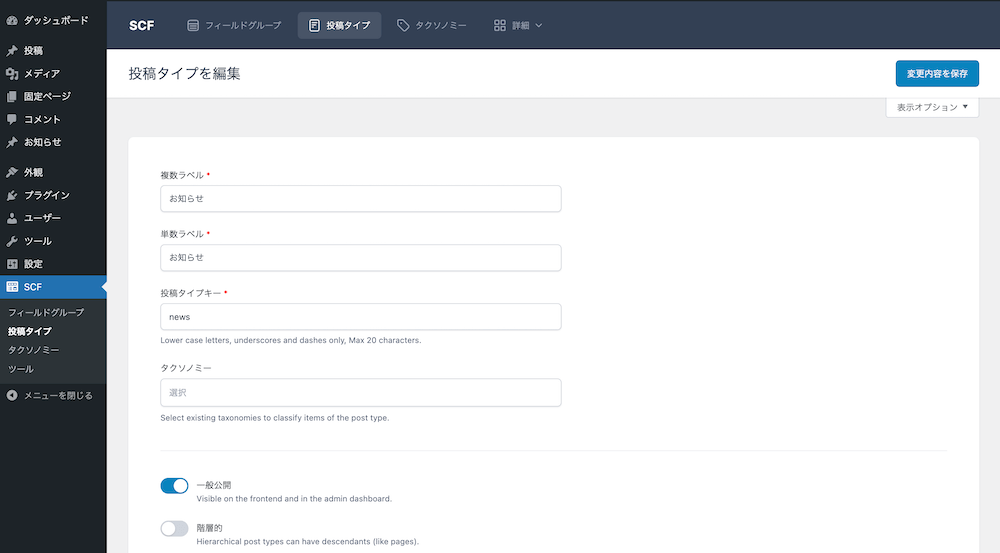 ダッシュボード
投稿
メディア
固定ページ
コメント
お知らせ
外観
プラグイン
ユーザー
ツール
設定
SCF
フィールドグループ
投稿タイプ
タクソノミー
ツール
メニューを閉じる
SCF フィールドグループ 投稿タイプ タクソノミー 詳細
投稿タイプを編集 変更内容を保存
表示オプション ▼
複数ラベル *
お知らせ
単数ラベル *
お知らせ
投稿タイプキー *
news
Lower case letters, underscores and dashes only, Max 20 characters.
タクソノミー
選択
Select existing taxonomies to classify items of the post type.
一般公開
Visible on the frontend and in the admin dashboard.
階層的
Hierarchical post types can have descendants (like pages).